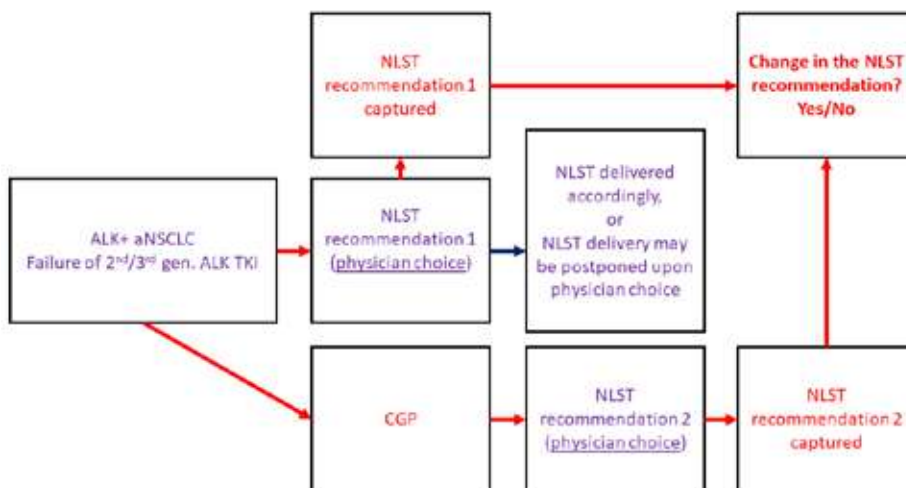 NLST
recommendation 1
captured
Change in the NLST
recommendation?
Yes/No
ALK+ aNSCLC
Failure of 2nd/3rd gen. ALK TKI
NLST
recommendation 1
(physician choice)
NLST delivered
accordingly,
or
NLST delivery may
be postponed upon
physician choice
CGP
NLST
recommendation 2
(physician choice)
NLST
recommendation 2
captured